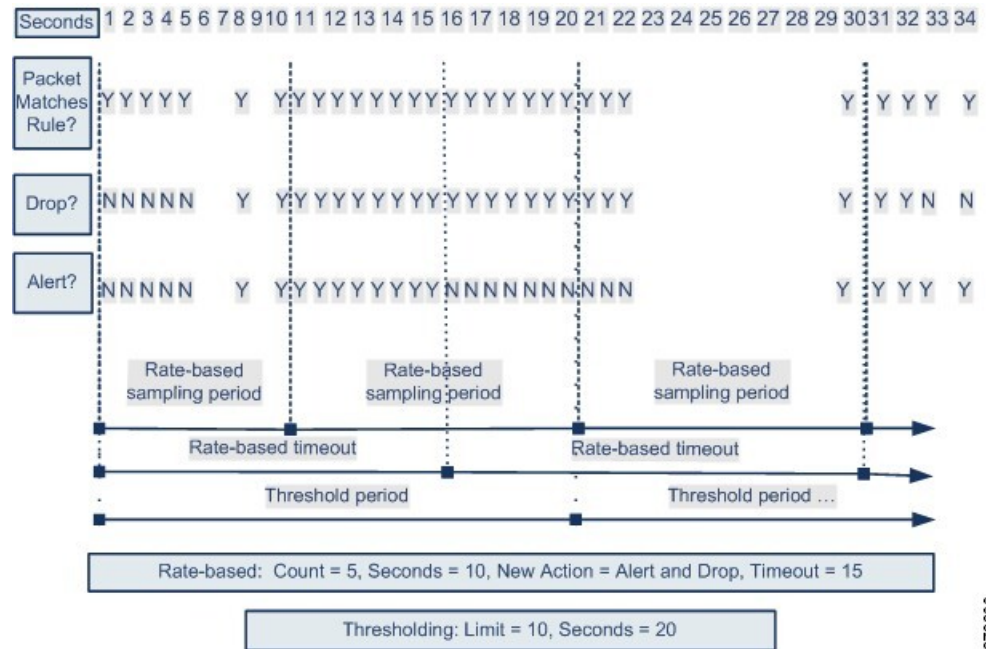 Seconds 1 2 3 4 5 6 7 8 9 10 11 12 13 14 15 16 17 18 19 20 21 22 23 24 25 26 27 28 29 30 31 32 33 34
Packet
Matches
Rule?
Y Y Y Y Y Y Y Y Y Y Y Y Y Y Y Y Y Y Y Y Y Y Y Y Y Y Y Y Y Y
Drop? N N N N N Y Y Y Y Y Y Y Y Y Y Y Y Y Y Y Y Y Y Y Y Y Y Y N N
Alert? N N N N N Y Y Y Y Y Y Y Y Y Y N N N N N N N N N N Y Y Y Y Y
Rate-based
sampling period
Rate-based
sampling period
Rate-based
sampling period
Rate-based timeout
Rate-based timeout
Threshold period
Threshold period ...
Rate-based: Count = 5, Seconds = 10, New Action = Alert and Drop, Timeout = 15
Thresholding: Limit = 10, Seconds = 20